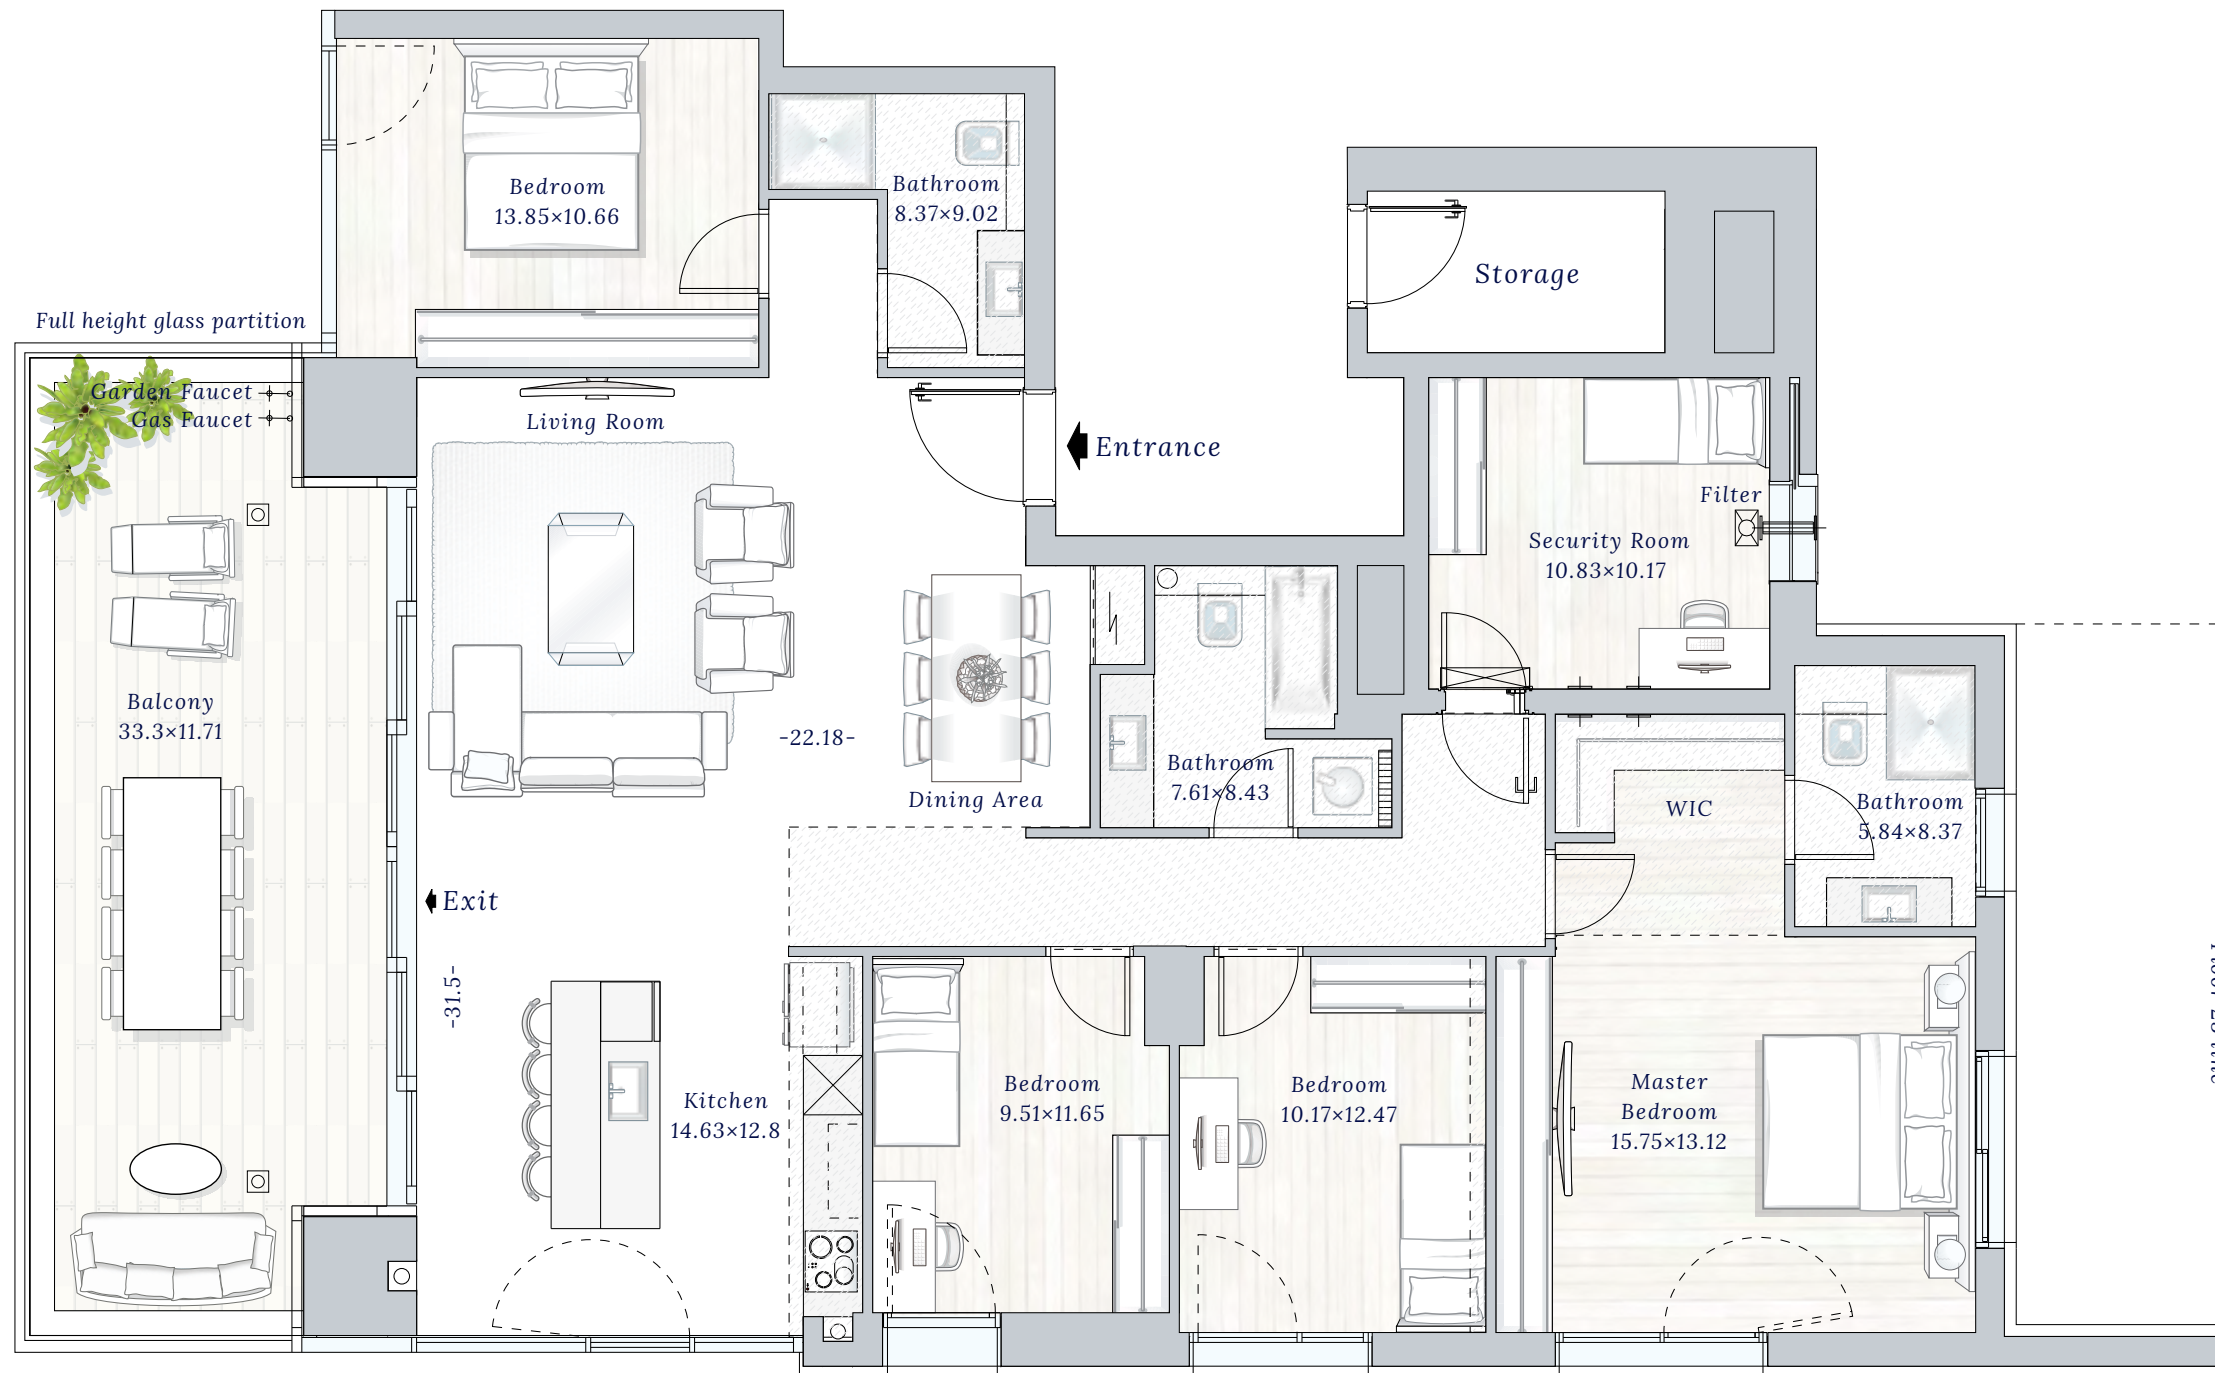 Bedroom
13.85×10.66
Bathroom
8.37×9.02
Storage
Full height glass partition
Garden Faucet
Gas Faucet
Living Room
Entrance
Filter
Security Room
10.83×10.17
Balcony
33.3×11.71
-22.18-
Dining Area
Bathroom
7.61×8.43
WIC
Bathroom
5.84×8.37
Exit
-31.5-
Kitchen
14.63×12.8
Bedroom
9.51×11.65
Bedroom
10.17×12.47
Master
Bedroom
15.75×13.12